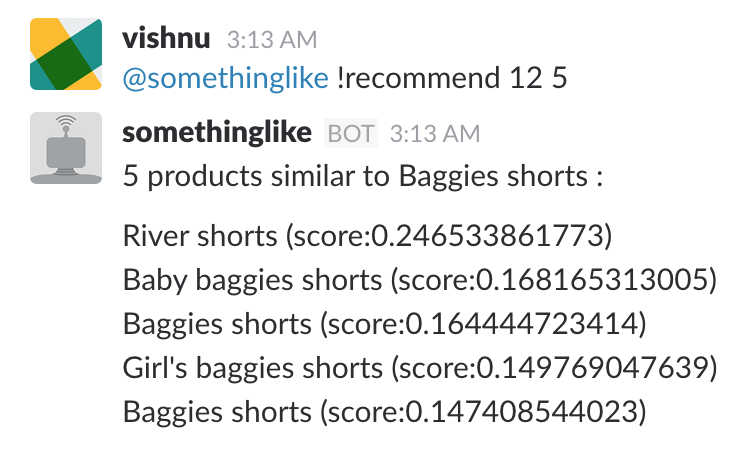 vishnu 3:13 AM
@somethinglike !recommend 12 5
somethinglike BOT 3:13 AM
5 products similar to Baggies shorts :
River shorts (score:0.246533861773)
Baby baggies shorts (score:0.168165313005)
Baggies shorts (score:0.164444723414)
Girl's baggies shorts (score:0.149769047639)
Baggies shorts (score:0.147408544023)